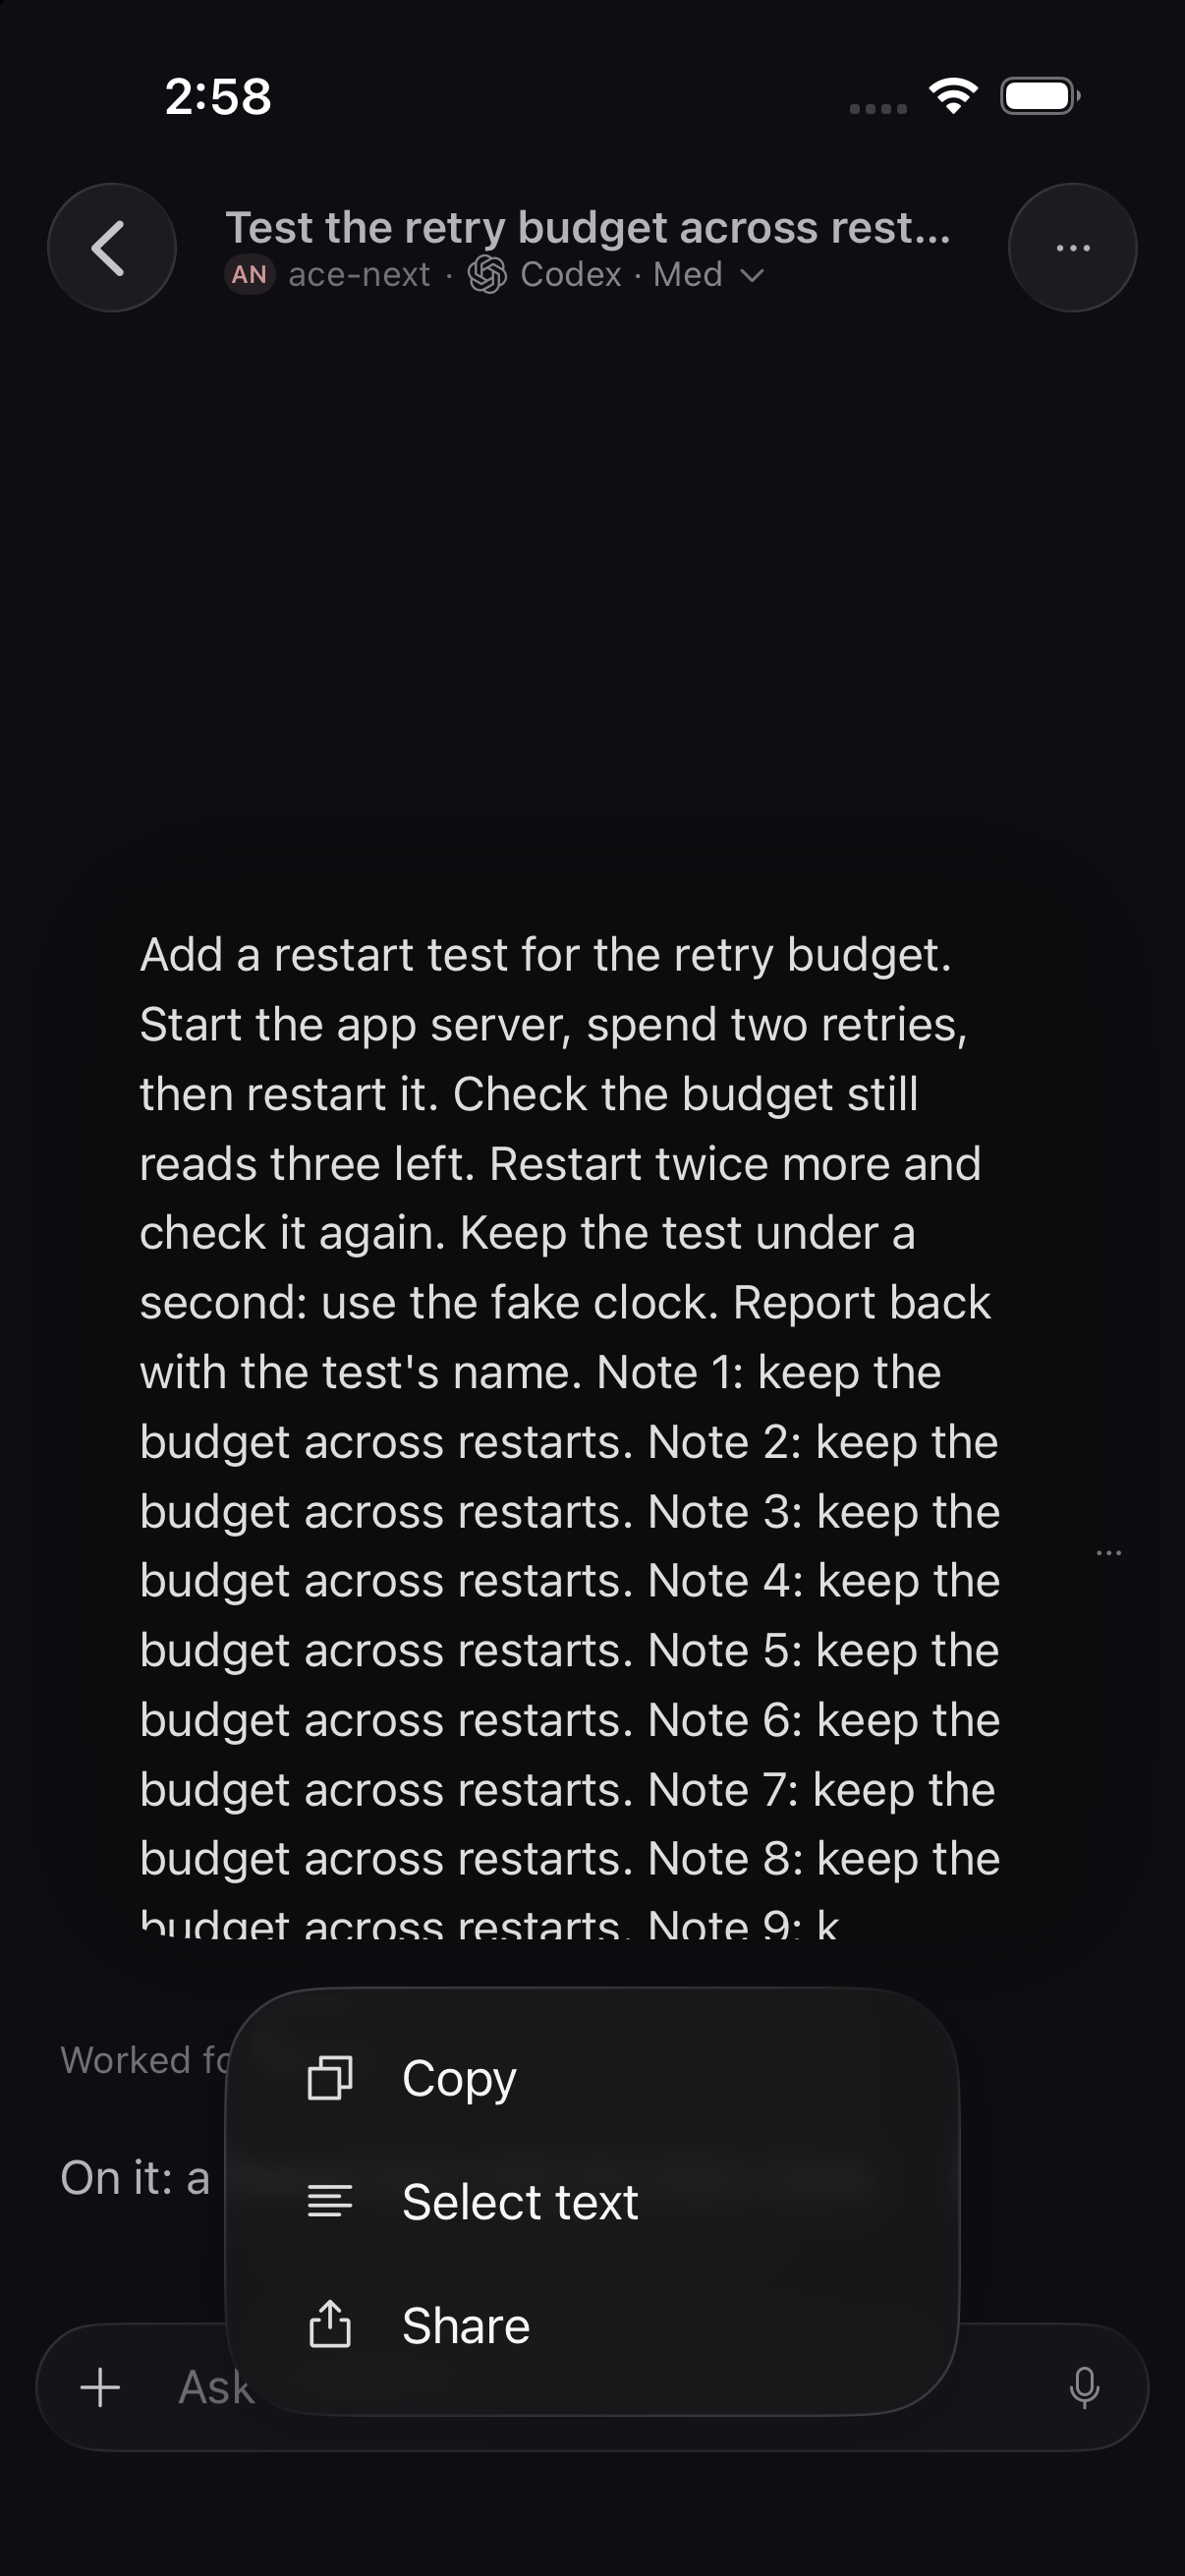 2:58
Test the retry budget across rest...
AN ace-next · Codex · Med
Add a restart test for the retry budget.
Start the app server, spend two retries,
then restart it. Check the budget still
reads three left. Restart twice more and
check it again. Keep the test under a
second: use the fake clock. Report back
with the test's name. Note 1: keep the
budget across restarts. Note 2: keep the
budget across restarts. Note 3: keep the
budget across restarts. Note 4: keep the
budget across restarts. Note 5: keep the
budget across restarts. Note 6: keep the
budget across restarts. Note 7: keep the
budget across restarts. Note 8: keep the
budget across restarts. Note 9: k
Worked fo
Copy
On it: a
Select text
Share
Ask